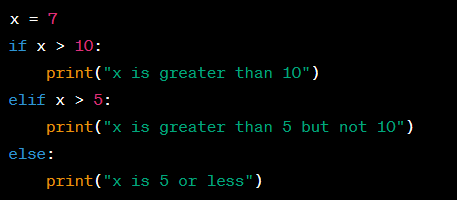 x = 7
if x > 10:
    print("x is greater than 10")
elif x > 5:
    print("x is greater than 5 but not 10")
else:
    print("x is 5 or less")